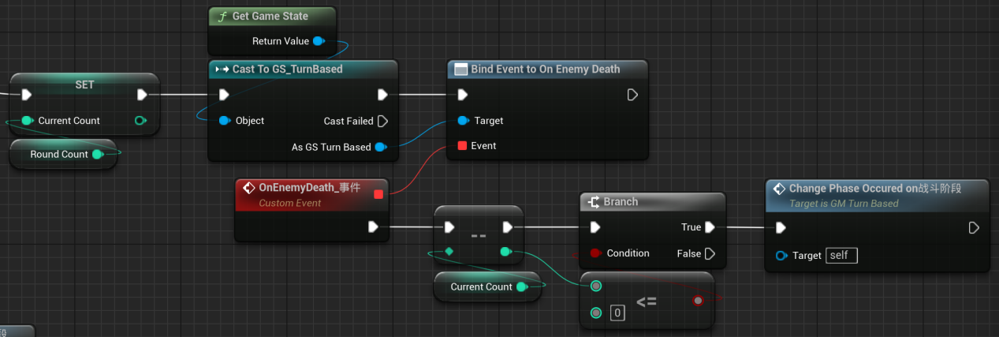 Get Game State
Return Value
SET
Current Count
Round Count
Cast To GS_TurnBased
Object
Cast Failed
As GS Turn Based
Bind Event to On Enemy Death
Target
Event
OnEnemyDeath_事件
Custom Event
--
Current Count
Branch
True
Condition
False
<=
0
Change Phase Occured on战斗阶段
Target is GM Turn Based
Target self
段